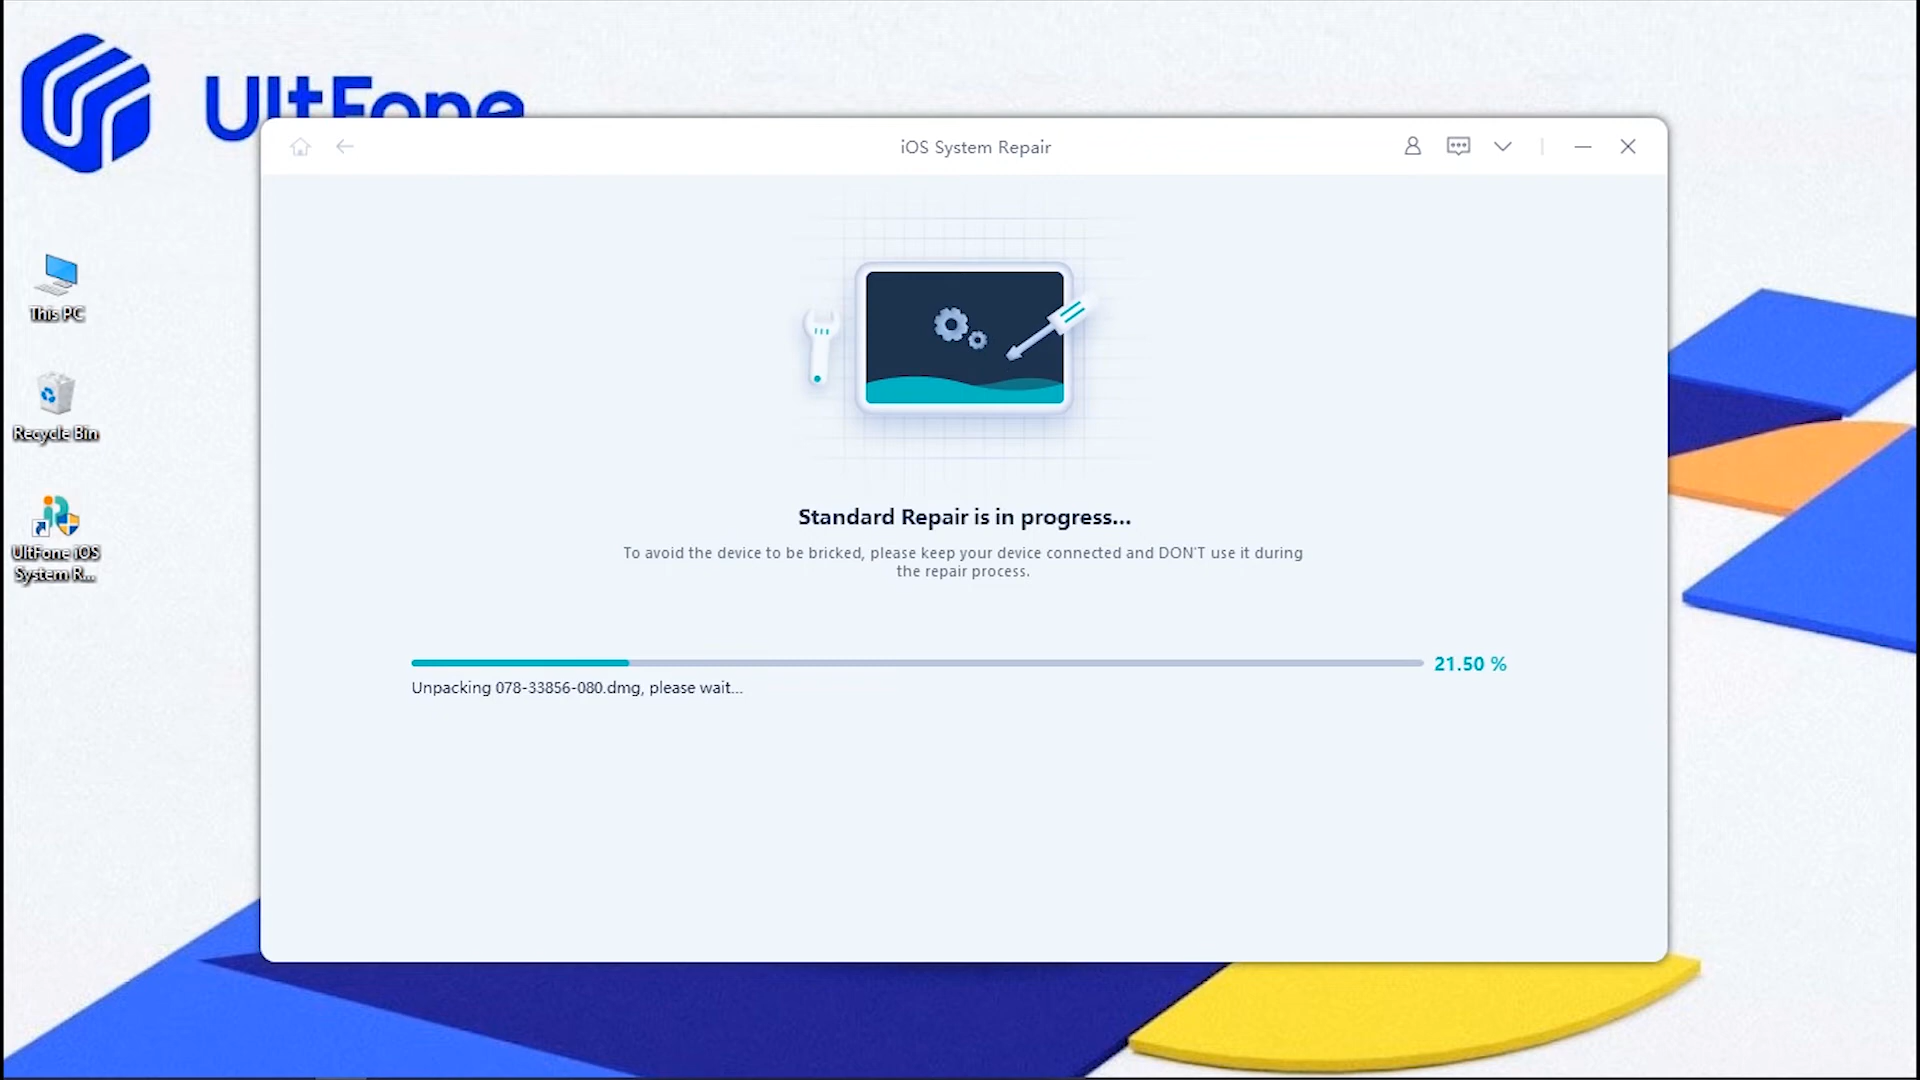 UltFone
iOS System Repair
This PC
Recycle Bin
UltFone iOS
System R...
Standard Repair is in progress...
To avoid the device to be bricked, please keep your device connected and DON'T use it during
the repair process.
21.50 %
Unpacking 078-33856-080.dmg, please wait...